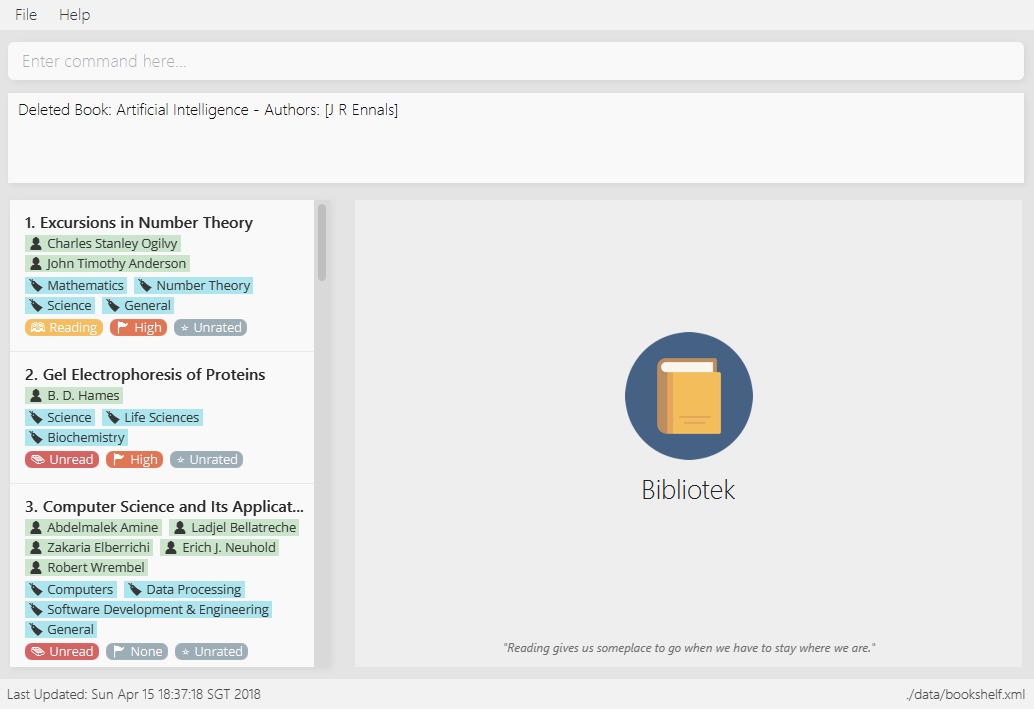 File Help
Enter command here...
Deleted Book: Artificial Intelligence - Authors: [J R Ennals]
1. Excursions in Number Theory
Charles Stanley Ogilvy
John Timothy Anderson
Mathematics Number Theory
Science General
Reading High Unrated
2. Gel Electrophoresis of Proteins
B. D. Hames
Science Life Sciences
Biochemistry
Unread High Unrated
3. Computer Science and Its Applicat...
Abdelmalek Amine Ladjel Bellatreche
Zakaria Elberrichi Erich J. Neuhold
Robert Wrembel
Computers Data Processing
Software Development & Engineering
General
Unread None Unrated
Bibliotek
"Reading gives us someplace to go when we have to stay where we are."
Last Updated: Sun Apr 15 18:37:18 SGT 2018 ./data/bookshelf.xml